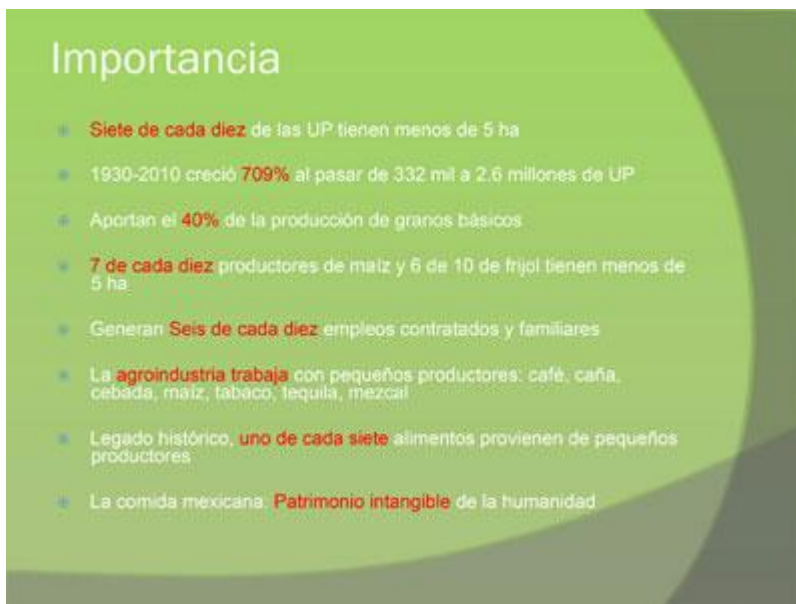 Importancia
Siete de cada diez de las UP tienen menos de 5 ha
1930-2010 creció 709% al pasar de 332 mil a 2.6 millones de UP
Aportan el 40% de la producción de granos básicos
7 de cada diez productores de maíz y 6 de 10 de frijol tienen menos de
5 ha
Generan Seis de cada diez empleos contratados y familiares
La agroindustria trabaja con pequeños productores: café, caña,
cebada, maíz, tabaco, tequila, mezcal
Legado histórico, uno de cada siete alimentos provienen de pequeños
productores
La comida mexicana: Patrimonio intangible de la humanidad